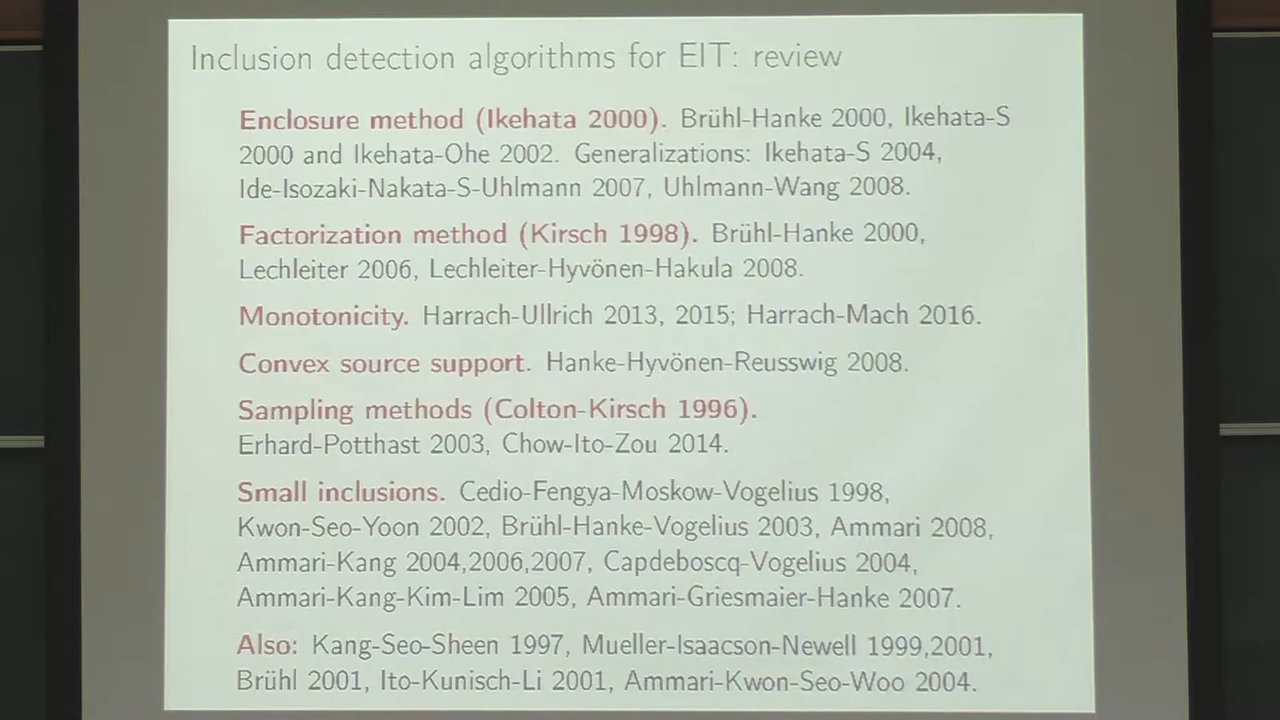 Inclusion detection algorithms for EIT: review
Enclosure method (Ikehata 2000). Brühl-Hanke 2000, Ikehata-S
2000 and Ikehata-Ohe 2002. Generalizations: Ikehata-S 2004,
Ide-Isozaki-Nakata-S-Uhlmann 2007, Uhlmann-Wang 2008.
Factorization method (Kirsch 1998). Brühl-Hanke 2000,
Lechleiter 2006, Lechleiter-Hyvönen-Hakula 2008.
Monotonicity. Harrach-Ullrich 2013, 2015; Harrach-Mach 2016.
Convex source support. Hanke-Hyvönen-Reusswig 2008.
Sampling methods (Colton-Kirsch 1996).
Erhard-Potthast 2003, Chow-Ito-Zou 2014.
Small inclusions. Cedio-Fengya-Moskow-Vogelius 1998,
Kwon-Seo-Yoon 2002, Brühl-Hanke-Vogelius 2003, Ammari 2008,
Ammari-Kang 2004,2006,2007, Capdeboscq-Vogelius 2004,
Ammari-Kang-Kim-Lim 2005, Ammari-Griesmaier-Hanke 2007.
Also: Kang-Seo-Sheen 1997, Mueller-Isaacson-Newell 1999,2001,
Brühl 2001, Ito-Kunisch-Li 2001, Ammari-Kwon-Seo-Woo 2004.